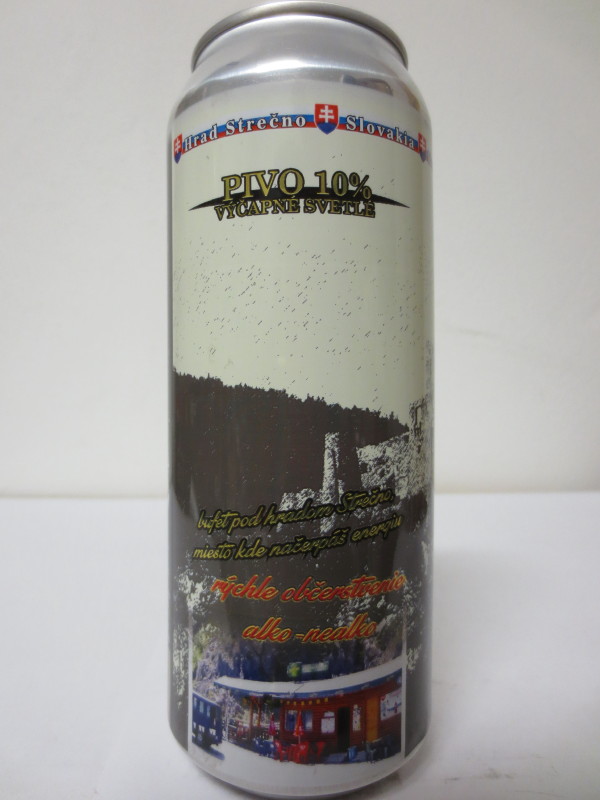 Hrad Strečno Slovakia
PIVO 10%
VÝČAPNÉ SVETLÉ
bufet pod hradom Strečno,
miesto kde načerpáš energiu
rýchle občerstvenie
alko-nealko